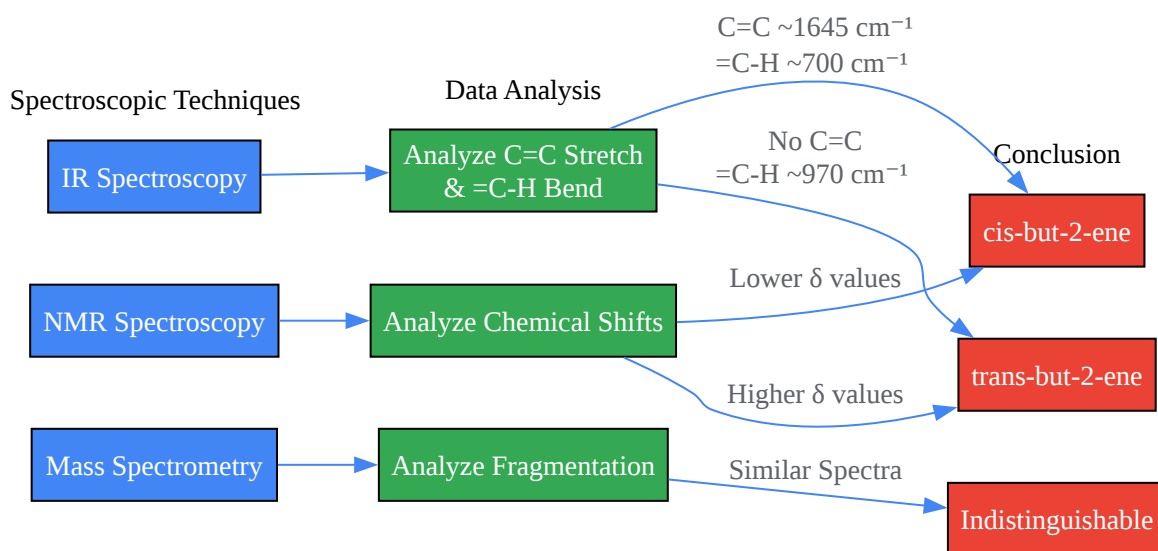 C=C ~1645 cm⁻¹
=C-H ~700 cm⁻¹
Spectroscopic Techniques
Data Analysis
Conclusion
IR Spectroscopy
Analyze C=C Stretch
& =C-H Bend
No C=C
=C-H ~970 cm⁻¹
cis-but-2-ene
Lower δ values
NMR Spectroscopy
Analyze Chemical Shifts
trans-but-2-ene
Higher δ values
Mass Spectrometry
Analyze Fragmentation
Similar Spectra
Indistinguishable